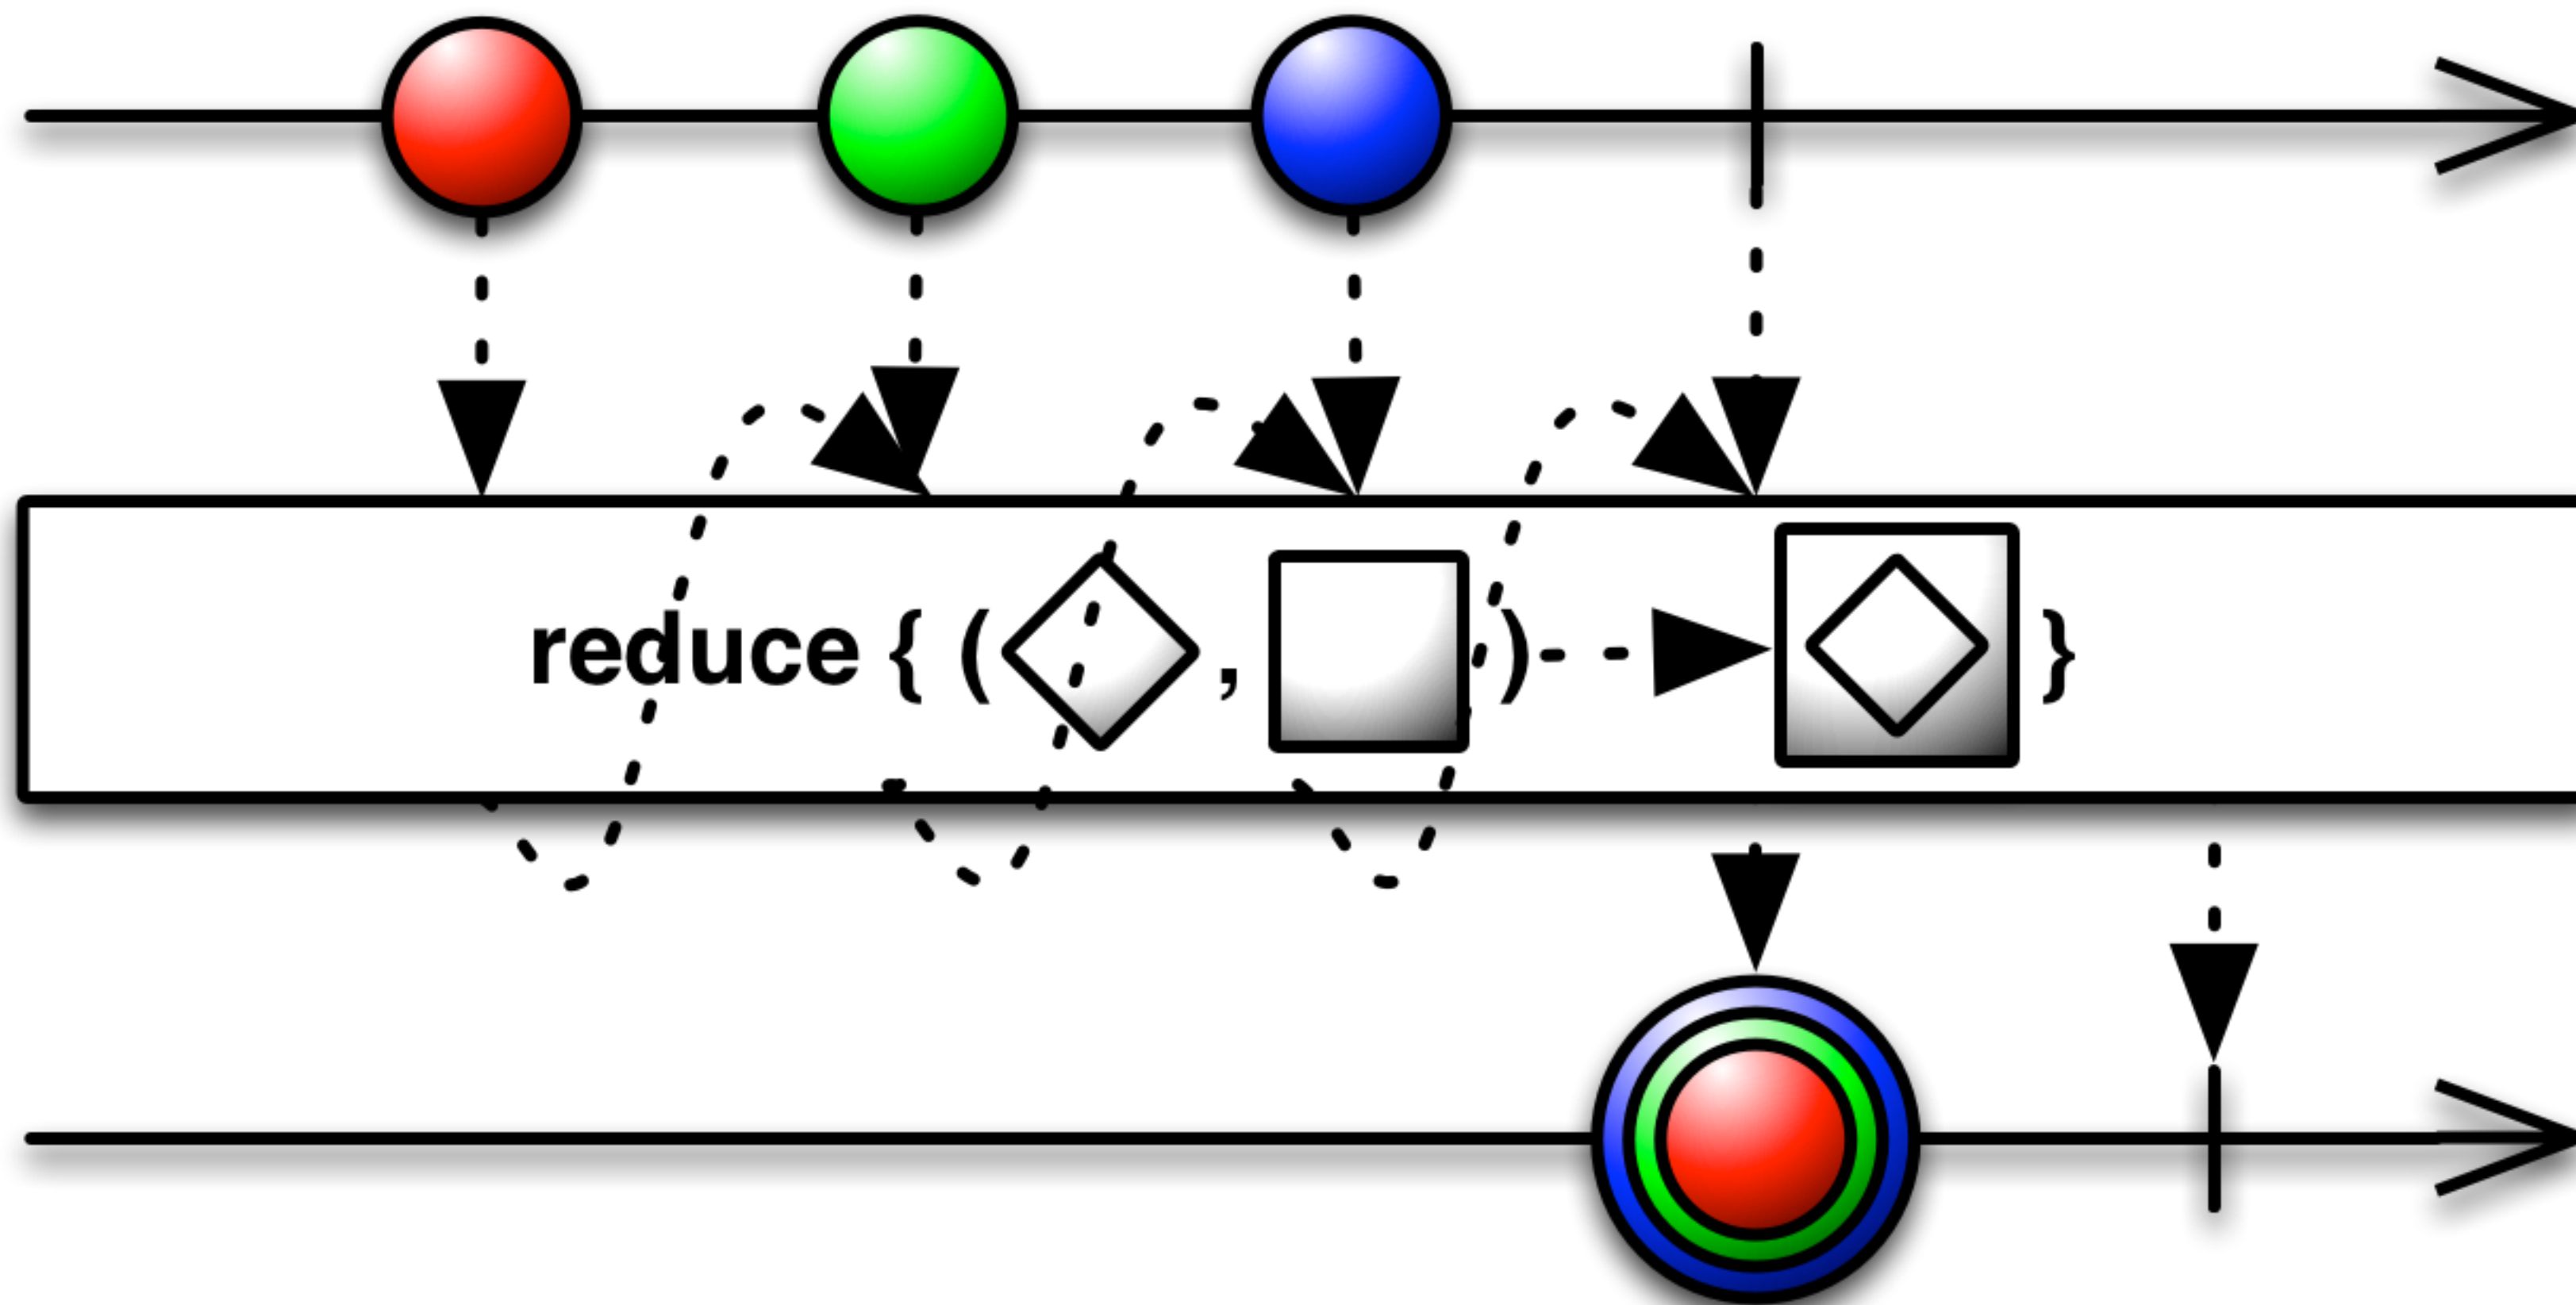 reduce { ( , ) }